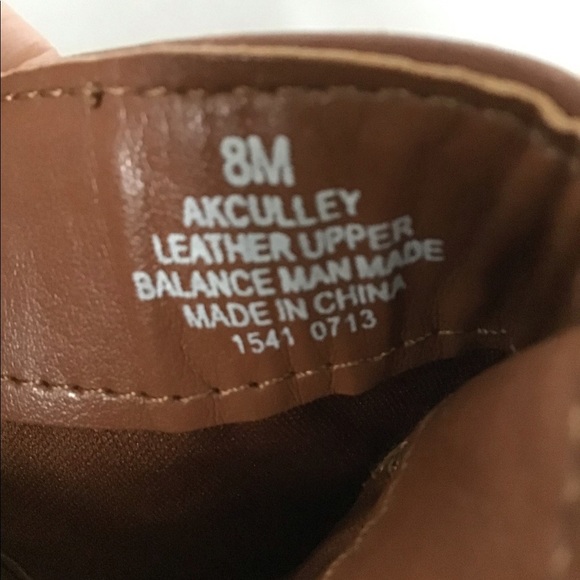 8M
AKCULLEY
LEATHER UPPER
BALANCE MAN MADE
MADE IN CHINA
1541 0713